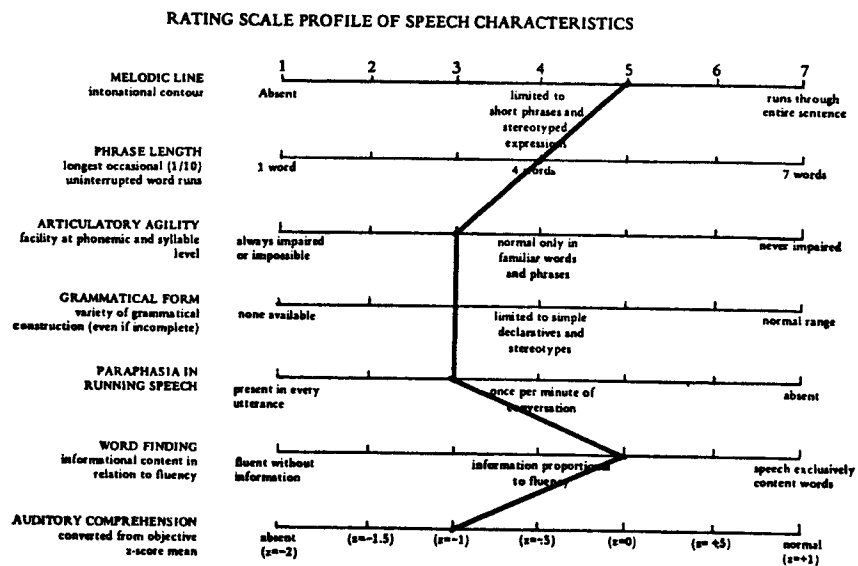 RATING SCALE PROFILE OF SPEECH CHARACTERISTICS
1 2 3 4 5 6 7
MELODIC LINE
intonational contour
Absent
limited to
short phrases and
stereotyped
expressions
runs through
entire sentence
PHRASE LENGTH
longest occasional (1/10)
uninterrupted word runs
1 word
4 words
7 words
ARTICULATORY AGILITY
facility at phonemic and syllable
level
always impaired
or impossible
normal only in
familiar words
and phrases
never impaired
GRAMMATICAL FORM
variety of grammatical
construction (even if incomplete)
none available
limited to simple
declaratives and
stereotypes
normal range
PARAPHASIA IN
RUNNING SPEECH
present in every
utterance
once per minute of
conversation
absent
WORD FINDING
informational content in
relation to fluency
fluent without
information
information proportional
to fluency
speech exclusively
content words
AUDITORY COMPREHENSION
converted from objective
z-score mean
absent
(z=-2)
(z=-1.5)
(z=-1)
(z=-.5)
(z=0)
(z=+.5)
normal
(z=+1)